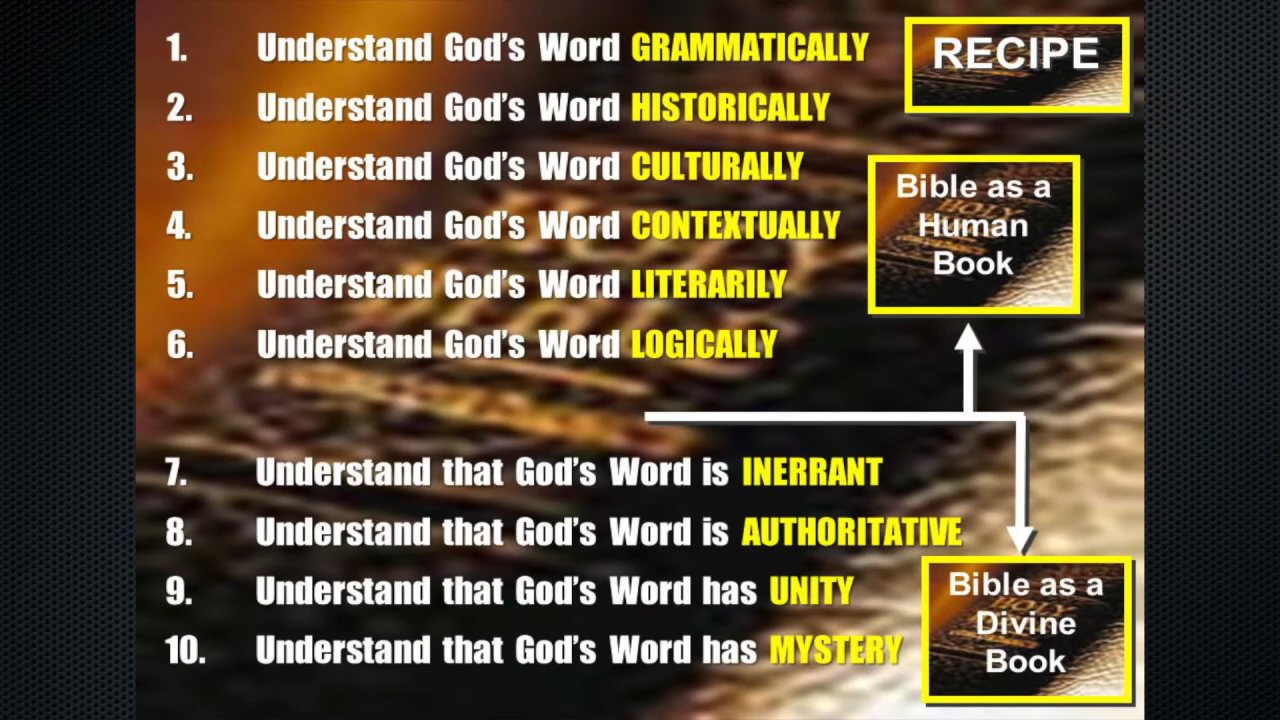 1. Understand God's Word GRAMMATICALLY
2. Understand God's Word HISTORICALLY
3. Understand God's Word CULTURALLY
4. Understand God's Word CONTEXTUALLY
5. Understand God's Word LITERARILY
6. Understand God's Word LOGICALLY
RECIPE
Bible as a
Human
Book
7. Understand that God's Word is INERRANT
8. Understand that God's Word is AUTHORITATIVE
9. Understand that God's Word has UNITY
10. Understand that God's Word has MYSTERY
Bible as a
Divine
Book